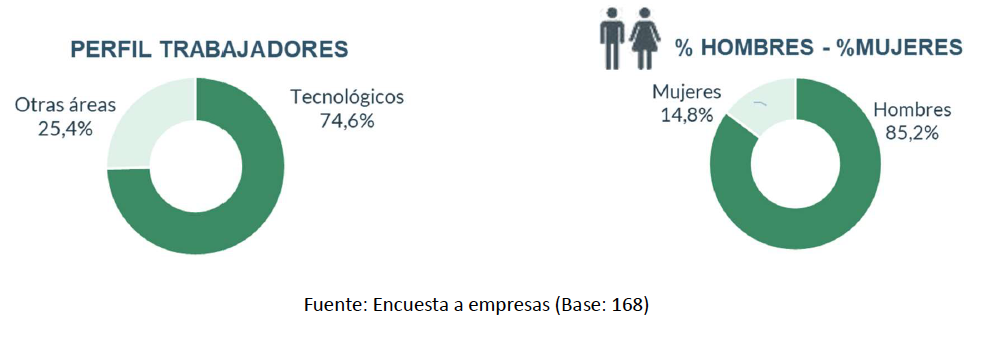 PERFIL TRABAJADORES
Otras áreas
25,4%
Tecnológicos
74,6%
% HOMBRES - %MUJERES
Mujeres
14,8%
Hombres
85,2%
Fuente: Encuesta a empresas (Base: 168)